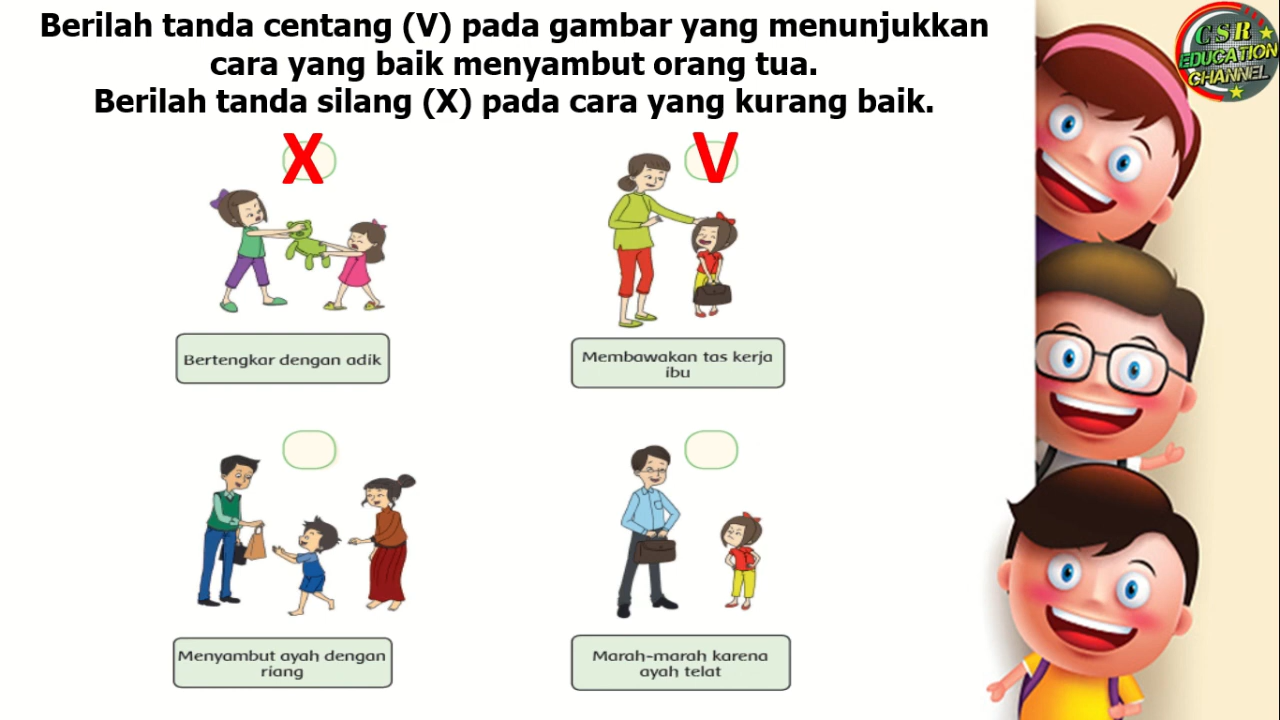 Berilah tanda centang (V) pada gambar yang menunjukkan
cara yang baik menyambut orang tua.
Berilah tanda silang (X) pada cara yang kurang baik.
CSR
EDUCATION
CHANNEL
X
V
Bertengkar dengan adik
Membawakan tas kerja
ibu
Menyambut ayah dengan
riang
Marah-marah karena
ayah telat